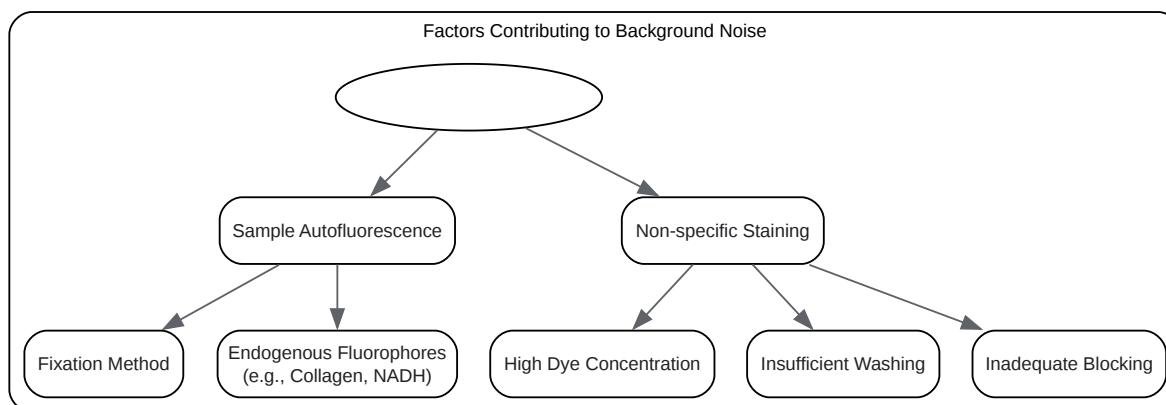 Factors Contributing to Background Noise
Sample Autofluorescence
Non-specific Staining
Fixation Method
Endogenous Fluorophores
(e.g., Collagen, NADH)
High Dye Concentration
Insufficient Washing
Inadequate Blocking